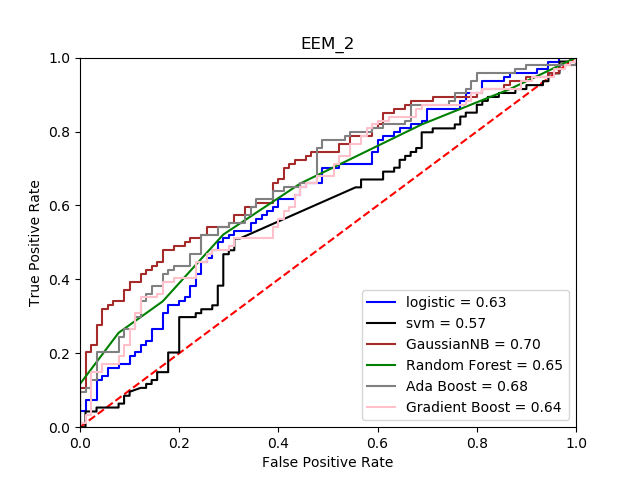 EEM_2
1.0
0.8
0.6
0.4
0.2
0.0
True Positive Rate
logistic = 0.63
svm = 0.57
GaussianNB = 0.70
Random Forest = 0.65
Ada Boost = 0.68
Gradient Boost = 0.64
0.0 0.2 0.4 0.6 0.8 1.0
False Positive Rate